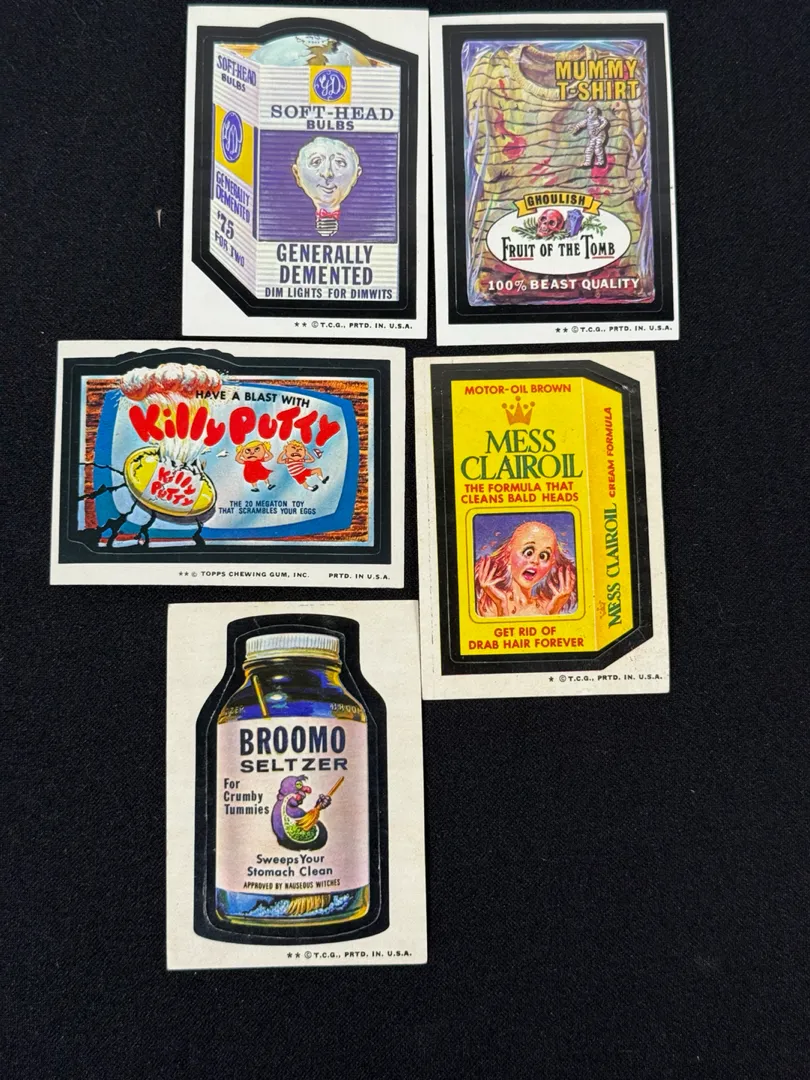 SOFT-HEAD
BULBS
GENERALLY
DEMENTED
75
FOR TWO
GD
SOFT-HEAD
BULBS
GENERALLY
DEMENTED
DIM LIGHTS FOR DIMWITS
** ©T.C.G., PRTD. IN U.S.A.
MUMMY
T-SHIRT
GHOULISH
FRUIT OF THE TOMB
100% BEAST QUALITY
** ©T.C.G., PRTD. IN U.S.A.
HAVE A BLAST WITH
Killy Putty
Killy
Putty
THE 20 MEGATON TOY
THAT SCRAMBLES YOUR EGGS
** © TOPPS CHEWING GUM, INC. PRTD. IN U.S.A.
MOTOR-OIL BROWN
MESS
CLAIROIL
THE FORMULA THAT
CLEANS BALD HEADS
GET RID OF
DRAB HAIR FOREVER
MESS CLAIROIL CREAM FORMULA
* ©T.C.G., PRTD. IN U.S.A.
BROOMO
SELTZER
For
Crumby
Tummies
Sweeps Your
Stomach Clean
APPROVED BY NAUSEOUS WITCHES
** ©T.C.G., PRTD. IN U.S.A.